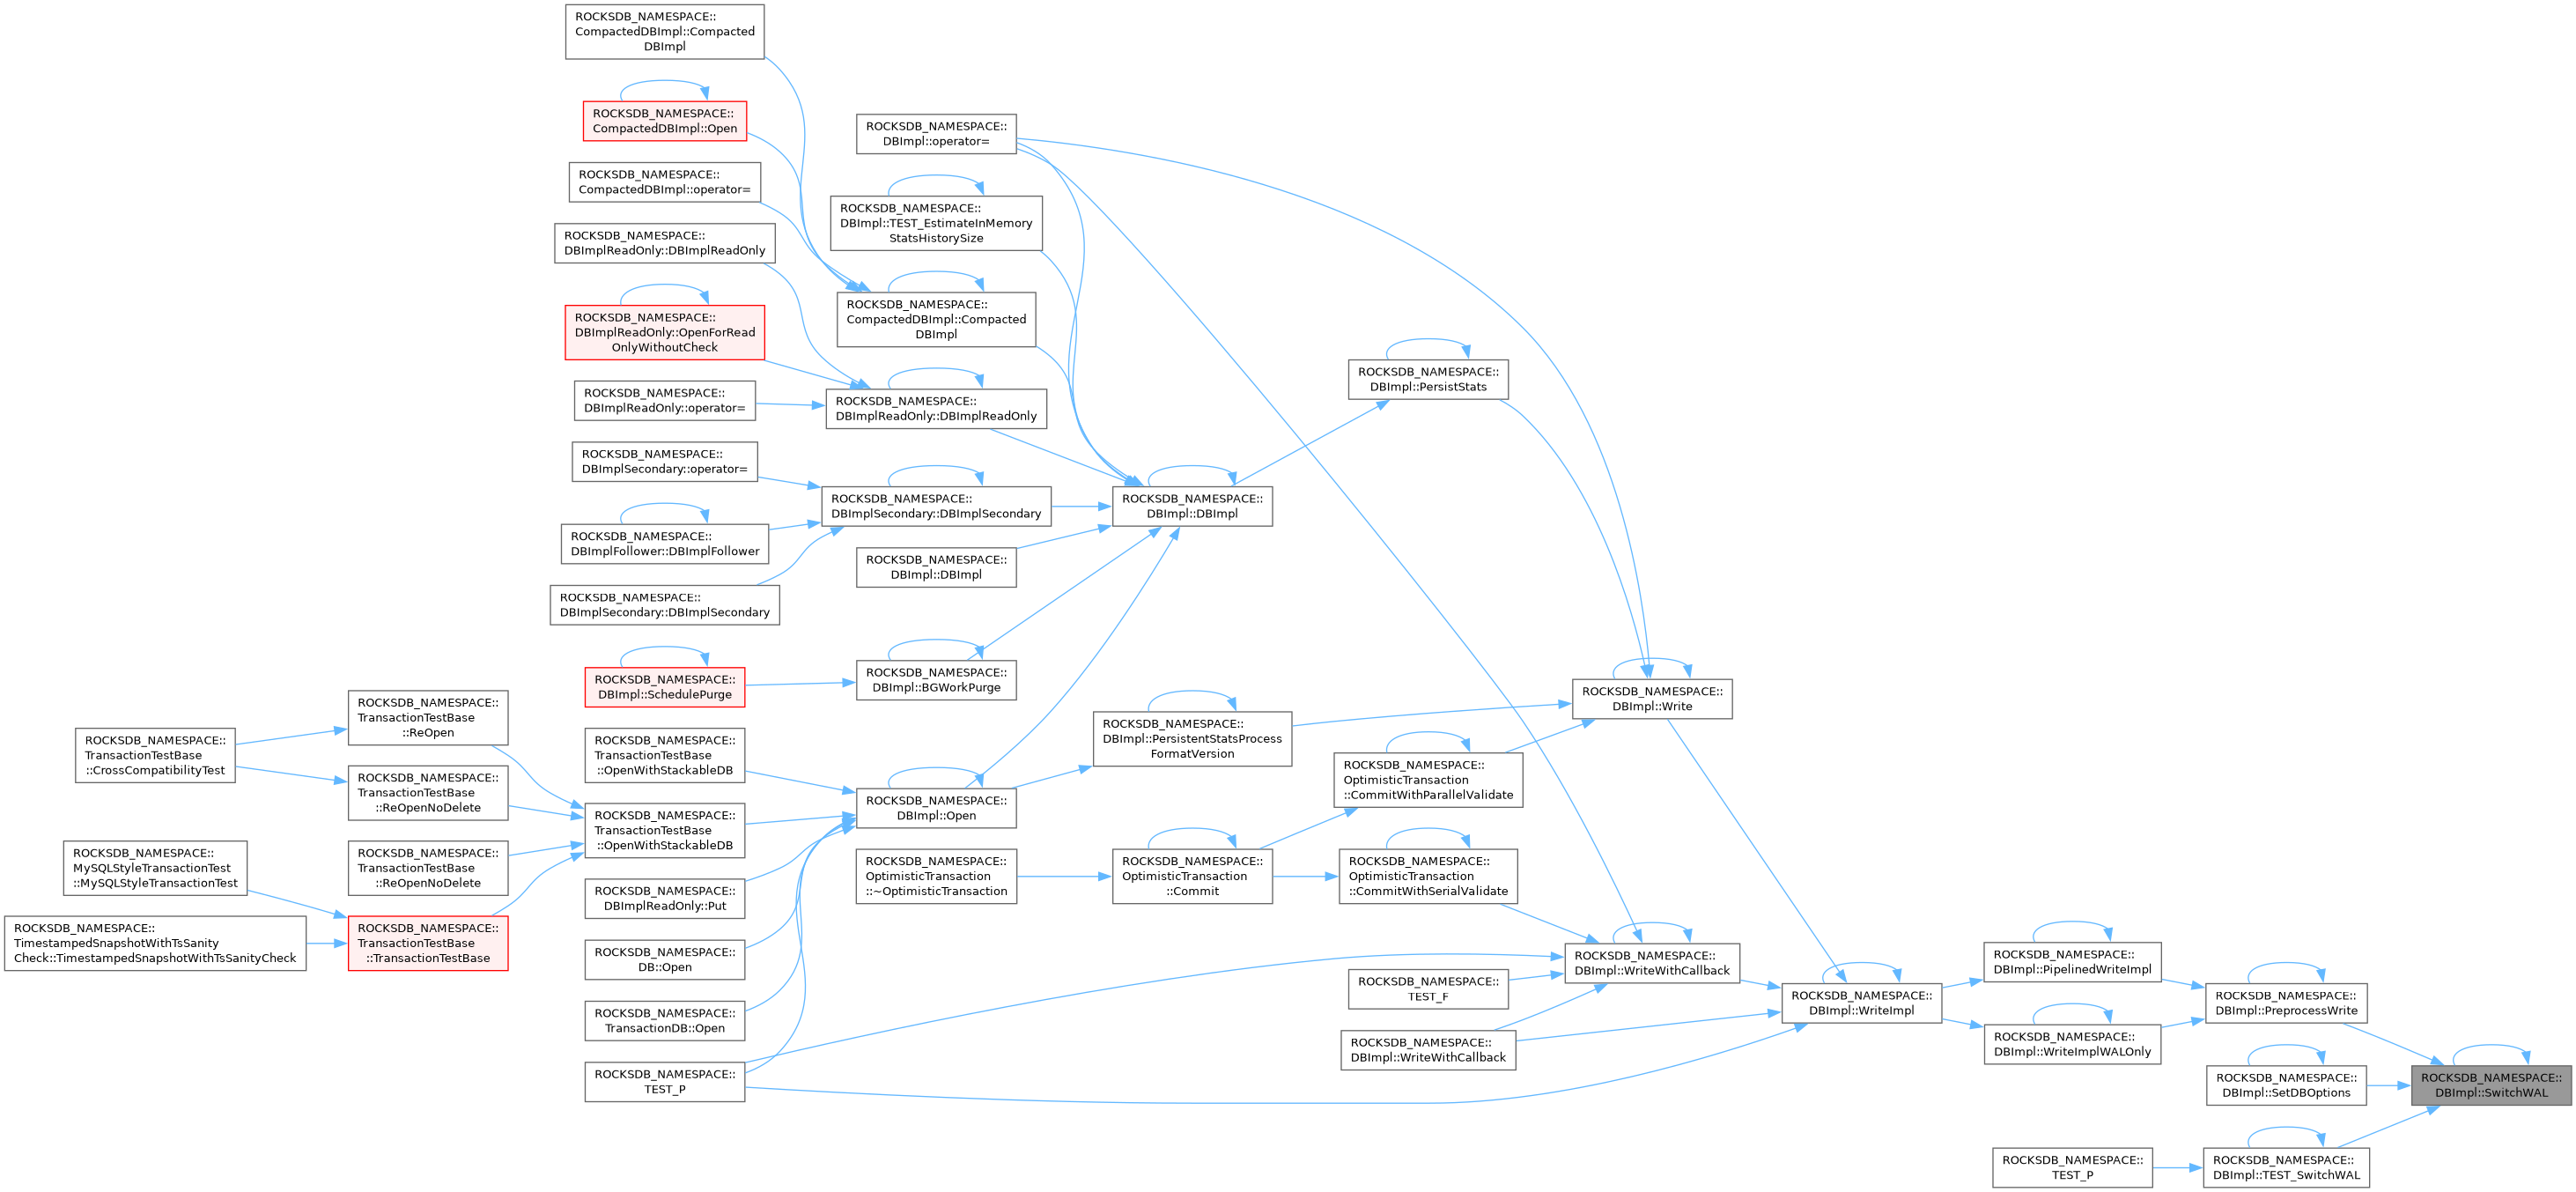 ROCKSDB_NAMESPACE::
CompactedDBImpl::Compacted
DBImpl
ROCKSDB_NAMESPACE::
CompactedDBImpl::Open
ROCKSDB_NAMESPACE::
CompactedDBImpl::operator=
ROCKSDB_NAMESPACE::
DBImplReadOnly::DBImplReadOnly
ROCKSDB_NAMESPACE::
DBImplReadOnly::OpenForRead
OnlyWithoutCheck
ROCKSDB_NAMESPACE::
DBImplReadOnly::operator=
ROCKSDB_NAMESPACE::
DBImplSecondary::operator=
ROCKSDB_NAMESPACE::
DBImplFollower::DBImplFollower
ROCKSDB_NAMESPACE::
DBImplSecondary::DBImplSecondary
ROCKSDB_NAMESPACE::
DBImpl::SchedulePurge
ROCKSDB_NAMESPACE::
TransactionTestBase
::OpenWithStackableDB
ROCKSDB_NAMESPACE::
TransactionTestBase
::OpenWithStackableDB
ROCKSDB_NAMESPACE::
DBImplReadOnly::Put
ROCKSDB_NAMESPACE::
DB::Open
ROCKSDB_NAMESPACE::
TransactionDB::Open
ROCKSDB_NAMESPACE::
TEST_P
ROCKSDB_NAMESPACE::
TransactionTestBase
::ReOpen
ROCKSDB_NAMESPACE::
TransactionTestBase
::ReOpenNoDelete
ROCKSDB_NAMESPACE::
TransactionTestBase
::ReOpenNoDelete
ROCKSDB_NAMESPACE::
TransactionTestBase
::TransactionTestBase
ROCKSDB_NAMESPACE::
TransactionTestBase
::CrossCompatibilityTest
ROCKSDB_NAMESPACE::
MySQLStyleTransactionTest
::MySQLStyleTransactionTest
ROCKSDB_NAMESPACE::
TimestampedSnapshotWithTsSanity
Check::TimestampedSnapshotWithTsSanityCheck
ROCKSDB_NAMESPACE::
DBImpl::operator=
ROCKSDB_NAMESPACE::
DBImpl::TEST_EstimateInMemory
StatsHistorySize
ROCKSDB_NAMESPACE::
CompactedDBImpl::Compacted
DBImpl
ROCKSDB_NAMESPACE::
DBImplReadOnly::DBImplReadOnly
ROCKSDB_NAMESPACE::
DBImplSecondary::DBImplSecondary
ROCKSDB_NAMESPACE::
DBImpl::DBImpl
ROCKSDB_NAMESPACE::
DBImpl::BGWorkPurge
ROCKSDB_NAMESPACE::
DBImpl::Open
ROCKSDB_NAMESPACE::
OptimisticTransaction
::~OptimisticTransaction
ROCKSDB_NAMESPACE::
DBImpl::DBImpl
ROCKSDB_NAMESPACE::
DBImpl::PersistentStatsProcess
FormatVersion
ROCKSDB_NAMESPACE::
OptimisticTransaction
::Commit
ROCKSDB_NAMESPACE::
DBImpl::PersistStats
ROCKSDB_NAMESPACE::
OptimisticTransaction
::CommitWithParallelValidate
ROCKSDB_NAMESPACE::
OptimisticTransaction
::CommitWithSerialValidate
ROCKSDB_NAMESPACE::
TEST_F
ROCKSDB_NAMESPACE::
DBImpl::WriteWithCallback
ROCKSDB_NAMESPACE::
DBImpl::Write
ROCKSDB_NAMESPACE::
DBImpl::WriteWithCallback
ROCKSDB_NAMESPACE::
DBImpl::WriteImpl
ROCKSDB_NAMESPACE::
DBImpl::PipelinedWriteImpl
ROCKSDB_NAMESPACE::
DBImpl::WriteImplWALOnly
ROCKSDB_NAMESPACE::
TEST_P
ROCKSDB_NAMESPACE::
DBImpl::PreprocessWrite
ROCKSDB_NAMESPACE::
DBImpl::SetDBOptions
ROCKSDB_NAMESPACE::
DBImpl::TEST_SwitchWAL
ROCKSDB_NAMESPACE::
DBImpl::SwitchWAL